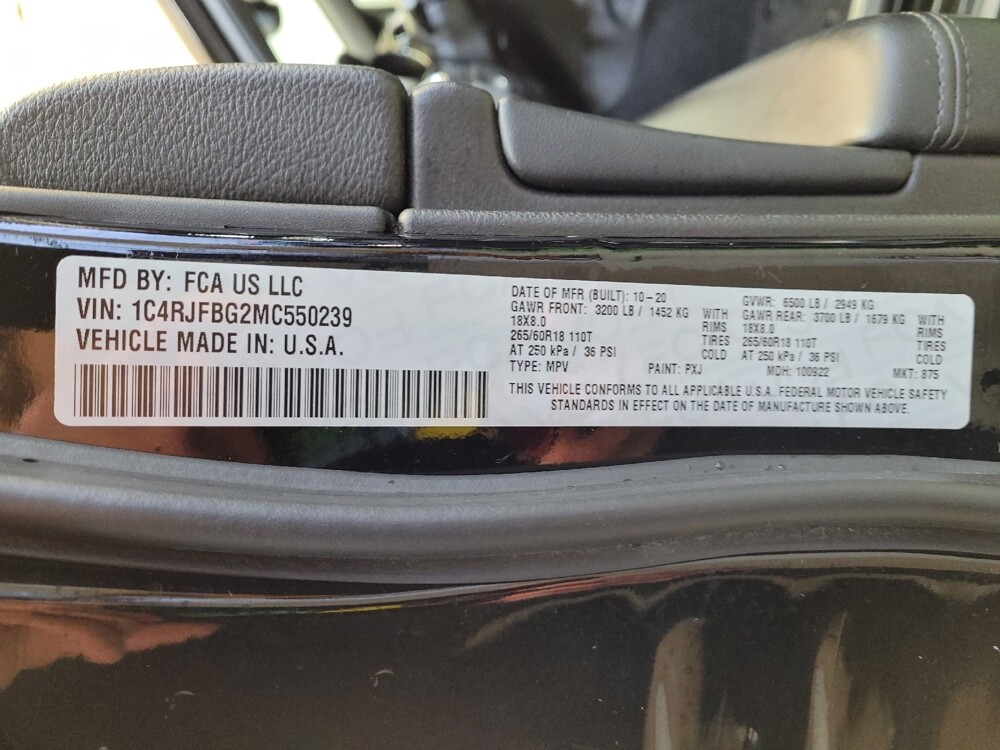 MFD BY: FCA US LLC
VIN: 1C4RJFBG2MC550239
VEHICLE MADE IN: U.S.A.
DATE OF MFR (BUILT): 10-20 GVWR: 6500 LB / 2949 KG
GAWR FRONT: 3200 LB / 1452 KG WITH GAWR REAR: 3700 LB / 1679 KG WITH
18X8.0 RIMS 18X8.0 RIMS
265/60R18 110T TIRES 265/60R18 110T TIRES
AT 250 kPa / 36 PSI COLD AT 250 kPa / 36 PSI COLD
TYPE: MPV PAINT: PXJ MDH: 100922 MKT: 875
THIS VEHICLE CONFORMS TO ALL APPLICABLE U.S.A. FEDERAL MOTOR VEHICLE SAFETY
STANDARDS IN EFFECT ON THE DATE OF MANUFACTURE SHOWN ABOVE.